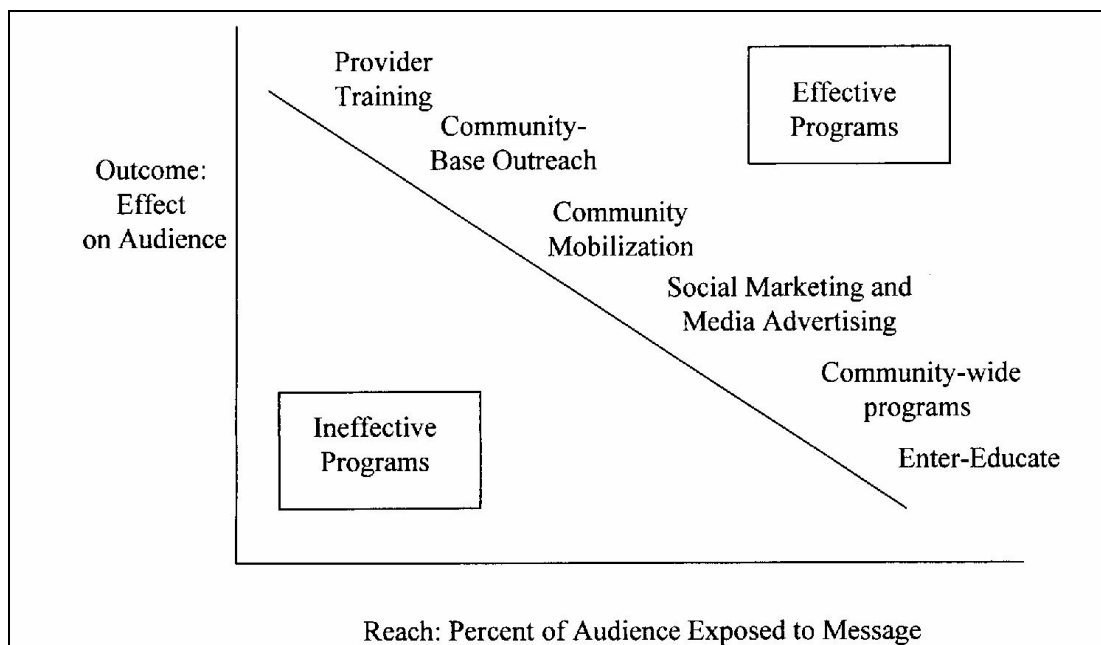 Provider
Training
Effective
Programs
Community-
Base Outreach
Outcome:
Effect
on Audience
Community
Mobilization
Social Marketing and
Media Advertising
Community-wide
programs
Ineffective
Programs
Enter-Educate
Reach: Percent of Audience Exposed to Message